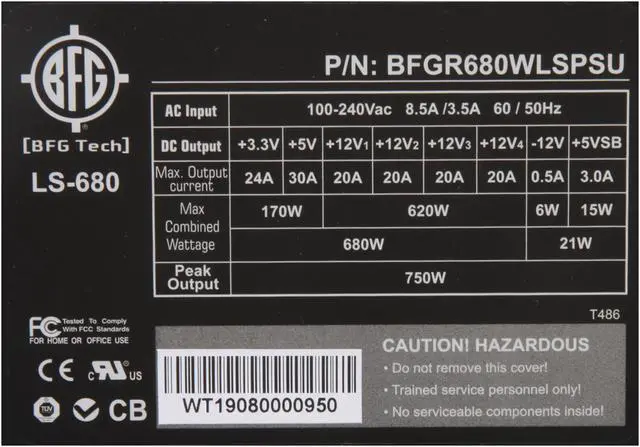 BFG
[BFG Tech]
LS-680
P/N: BFGR680WLSPSU
AC Input 100-240Vac 8.5A /3.5A 60 / 50Hz
DC Output +3.3V +5V +12V1 +12V2 +12V3 +12V4 -12V +5VSB
Max. Output current 24A 30A 20A 20A 20A 20A 0.5A 3.0A
Max Combined Wattage 170W 620W 6W 15W
680W 21W
Peak Output 750W
T486
FC Tested To Comply
With FCC Standards
FOR HOME OR OFFICE USE
CE c RU US
TÜV CB
WT19080000950
CAUTION! HAZARDOUS
· Do not remove this cover!
· Trained service personnel only!
· No serviceable components inside!